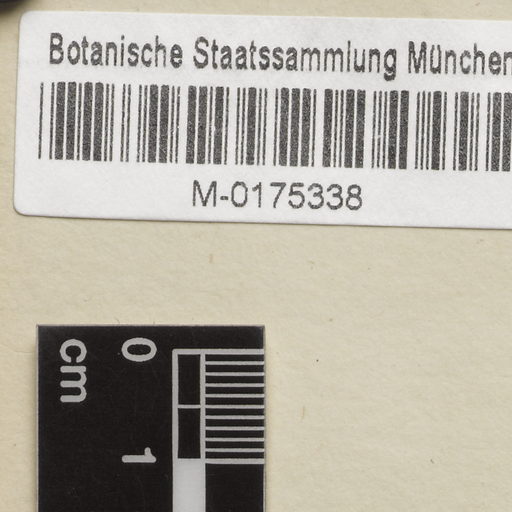 Botanische Staatssammlung München
M-0175338
cm
0
1